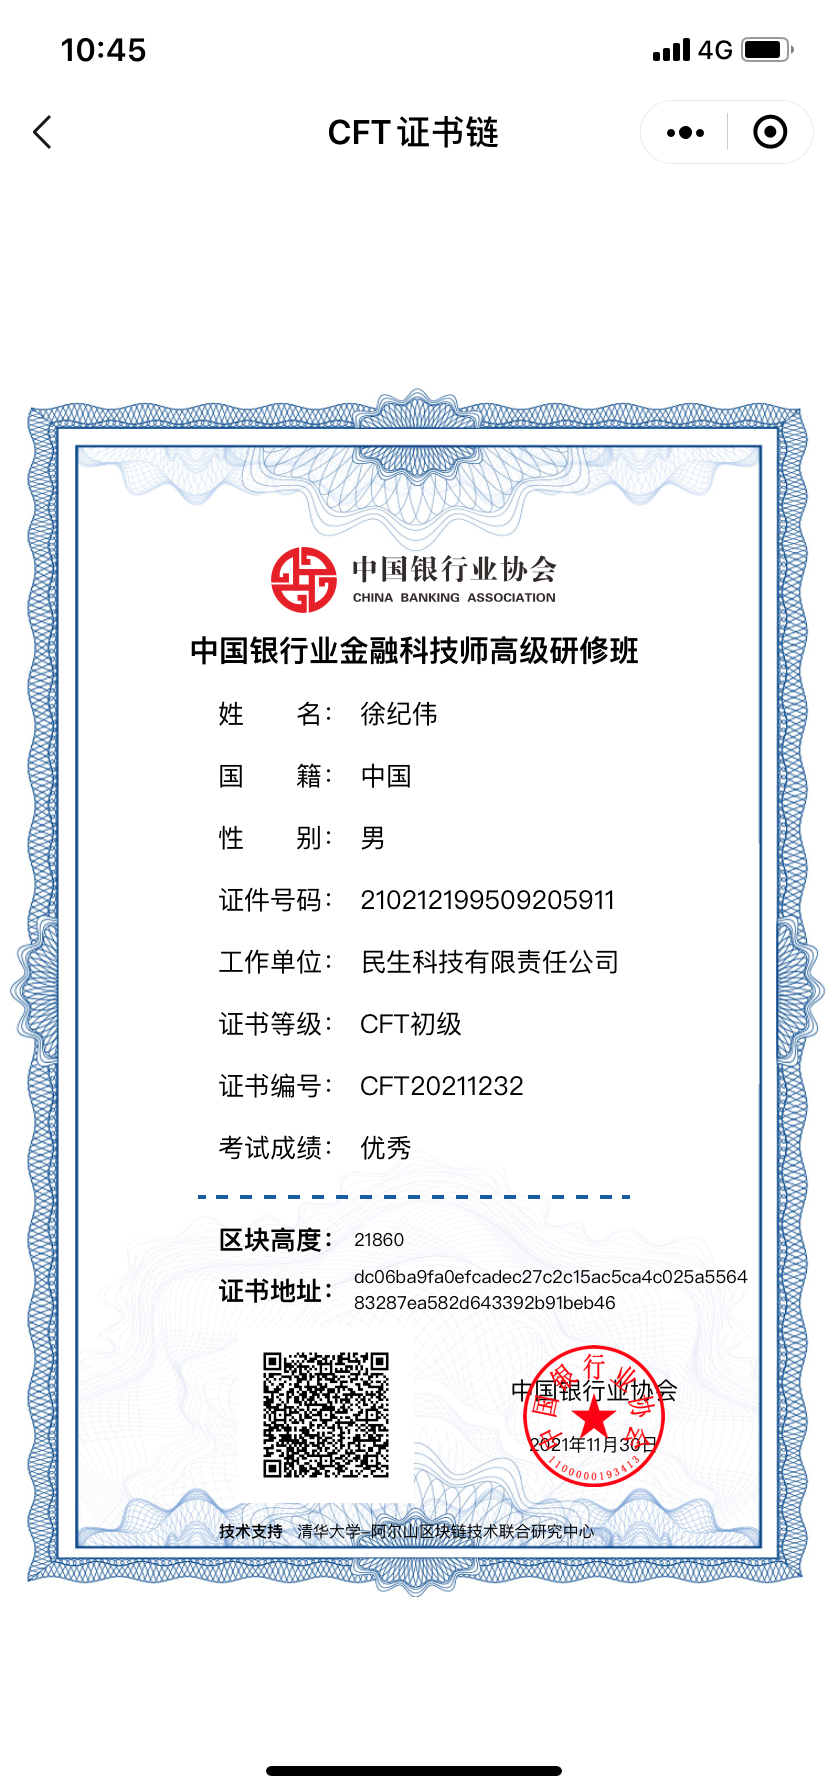 10:45
4G
CFT证书链
中国银行业协会
CHINA BANKING ASSOCIATION
中国银行业金融科技师高级研修班
姓名： 徐纪伟
国籍： 中国
性别： 男
证件号码： 210212199509205911
工作单位： 民生科技有限责任公司
证书等级： CFT初级
证书编号： CFT20211232
考试成绩： 优秀
区块高度： 21860
证书地址： dc06ba9fa0efcadec27c2c15ac5ca4c025a5564
83287ea582d643392b91beb46
中国银行业协会
中国银行业协会
2021年11月30日
1100000193413
技术支持 清华大学-阿尔山区块链技术联合研究中心